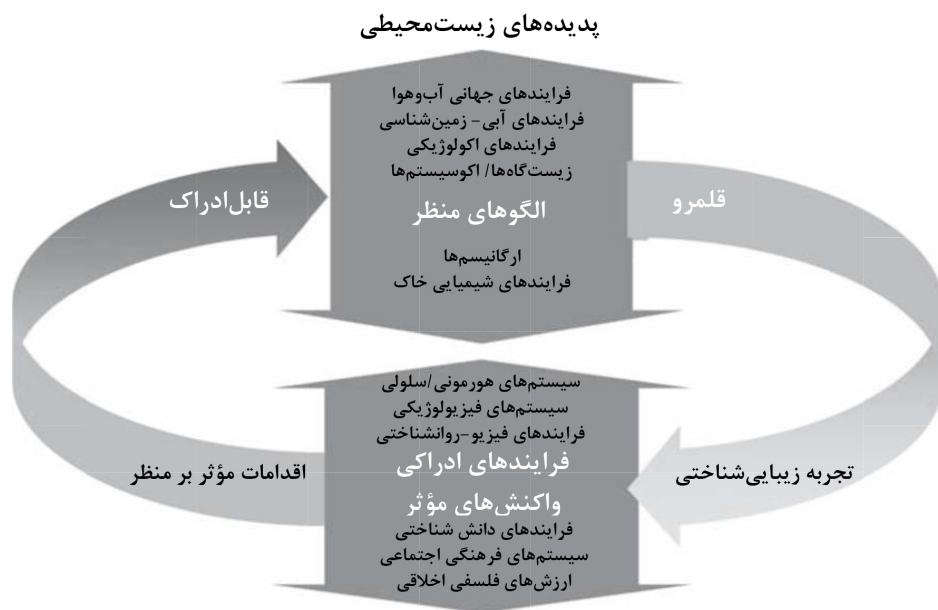 پدیده‌های زیست‌محیطی
فرایندهای جهانی آب‌وهوا
فرایندهای آبی- زمین‌شناسی
فرایندهای اکولوژیکی
زیست‌گاه‌ها/ اکوسیستم‌ها
الگوهای منظر
ارگانیسم‌ها
فرایندهای شیمیایی خاک
قلمرو
قابل‌ادراک
تجربه زیبایی‌شناختی
اقدامات مؤثر بر منظر
سیستم‌های هورمونی/سلولی
سیستم‌های فیزیولوژیکی
فرایندهای فیزیو-روانشناختی
فرایندهای ادراکی
واکنش‌های مؤثر
فرایندهای دانش شناختی
سیستم‌های فرهنگی اجتماعی
ارزش‌های فلسفی اخلاقی